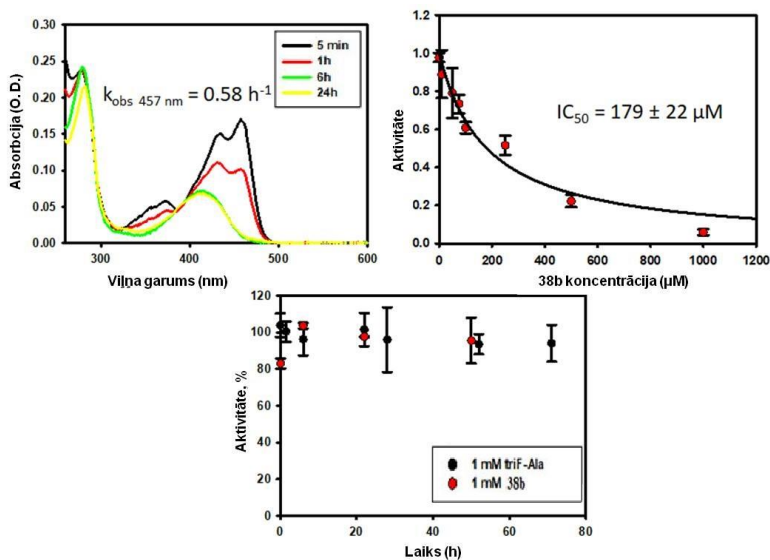 0.30
0.25
0.20
0.15
0.10
0.05
0.00
Absorbcija (O. D.)
5 min
1h
6h
24h
k_obs 457 nm = 0.58 h⁻¹
300 400 500 600
Viļņa garums (nm)
1.2
1.0
0.8
0.6
0.4
0.2
0.0
Aktivitāte
IC₅₀ = 179 ± 22 µM
0 200 400 600 800 1000 1200
38b koncentrācija (µM)
120
100
80
60
40
20
0
Aktivitāte, %
1 mM triF-Ala
1 mM 38b
0 20 40 60 80
Laiks (h)